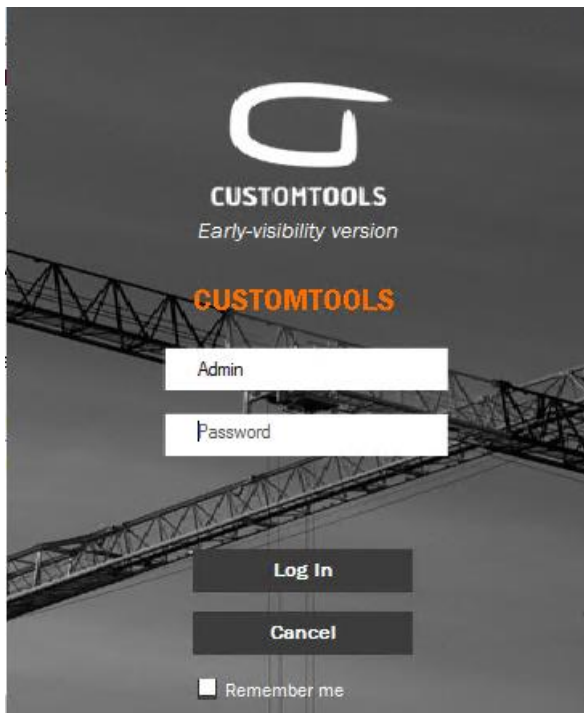 CUSTOMTOOLS
Early-visibility version
CUSTOMTOOLS
Admin
Password
Log In
Cancel
Remember me